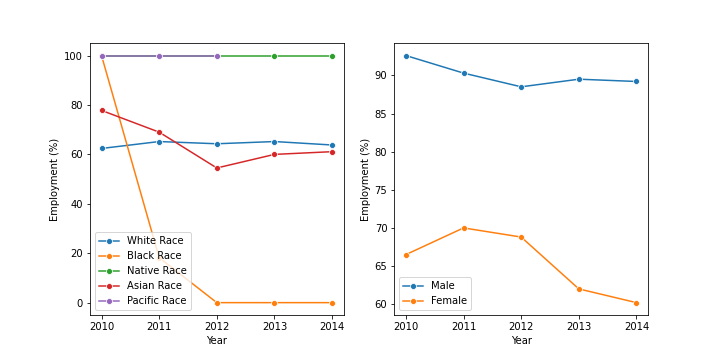 Employment (%)
100
80
60
40
20
0
White Race
Black Race
Native Race
Asian Race
Pacific Race
2010 2011 2012 2013 2014
Year
Employment (%)
90
85
80
75
70
65
60
Male
Female
2010 2011 2012 2013 2014
Year